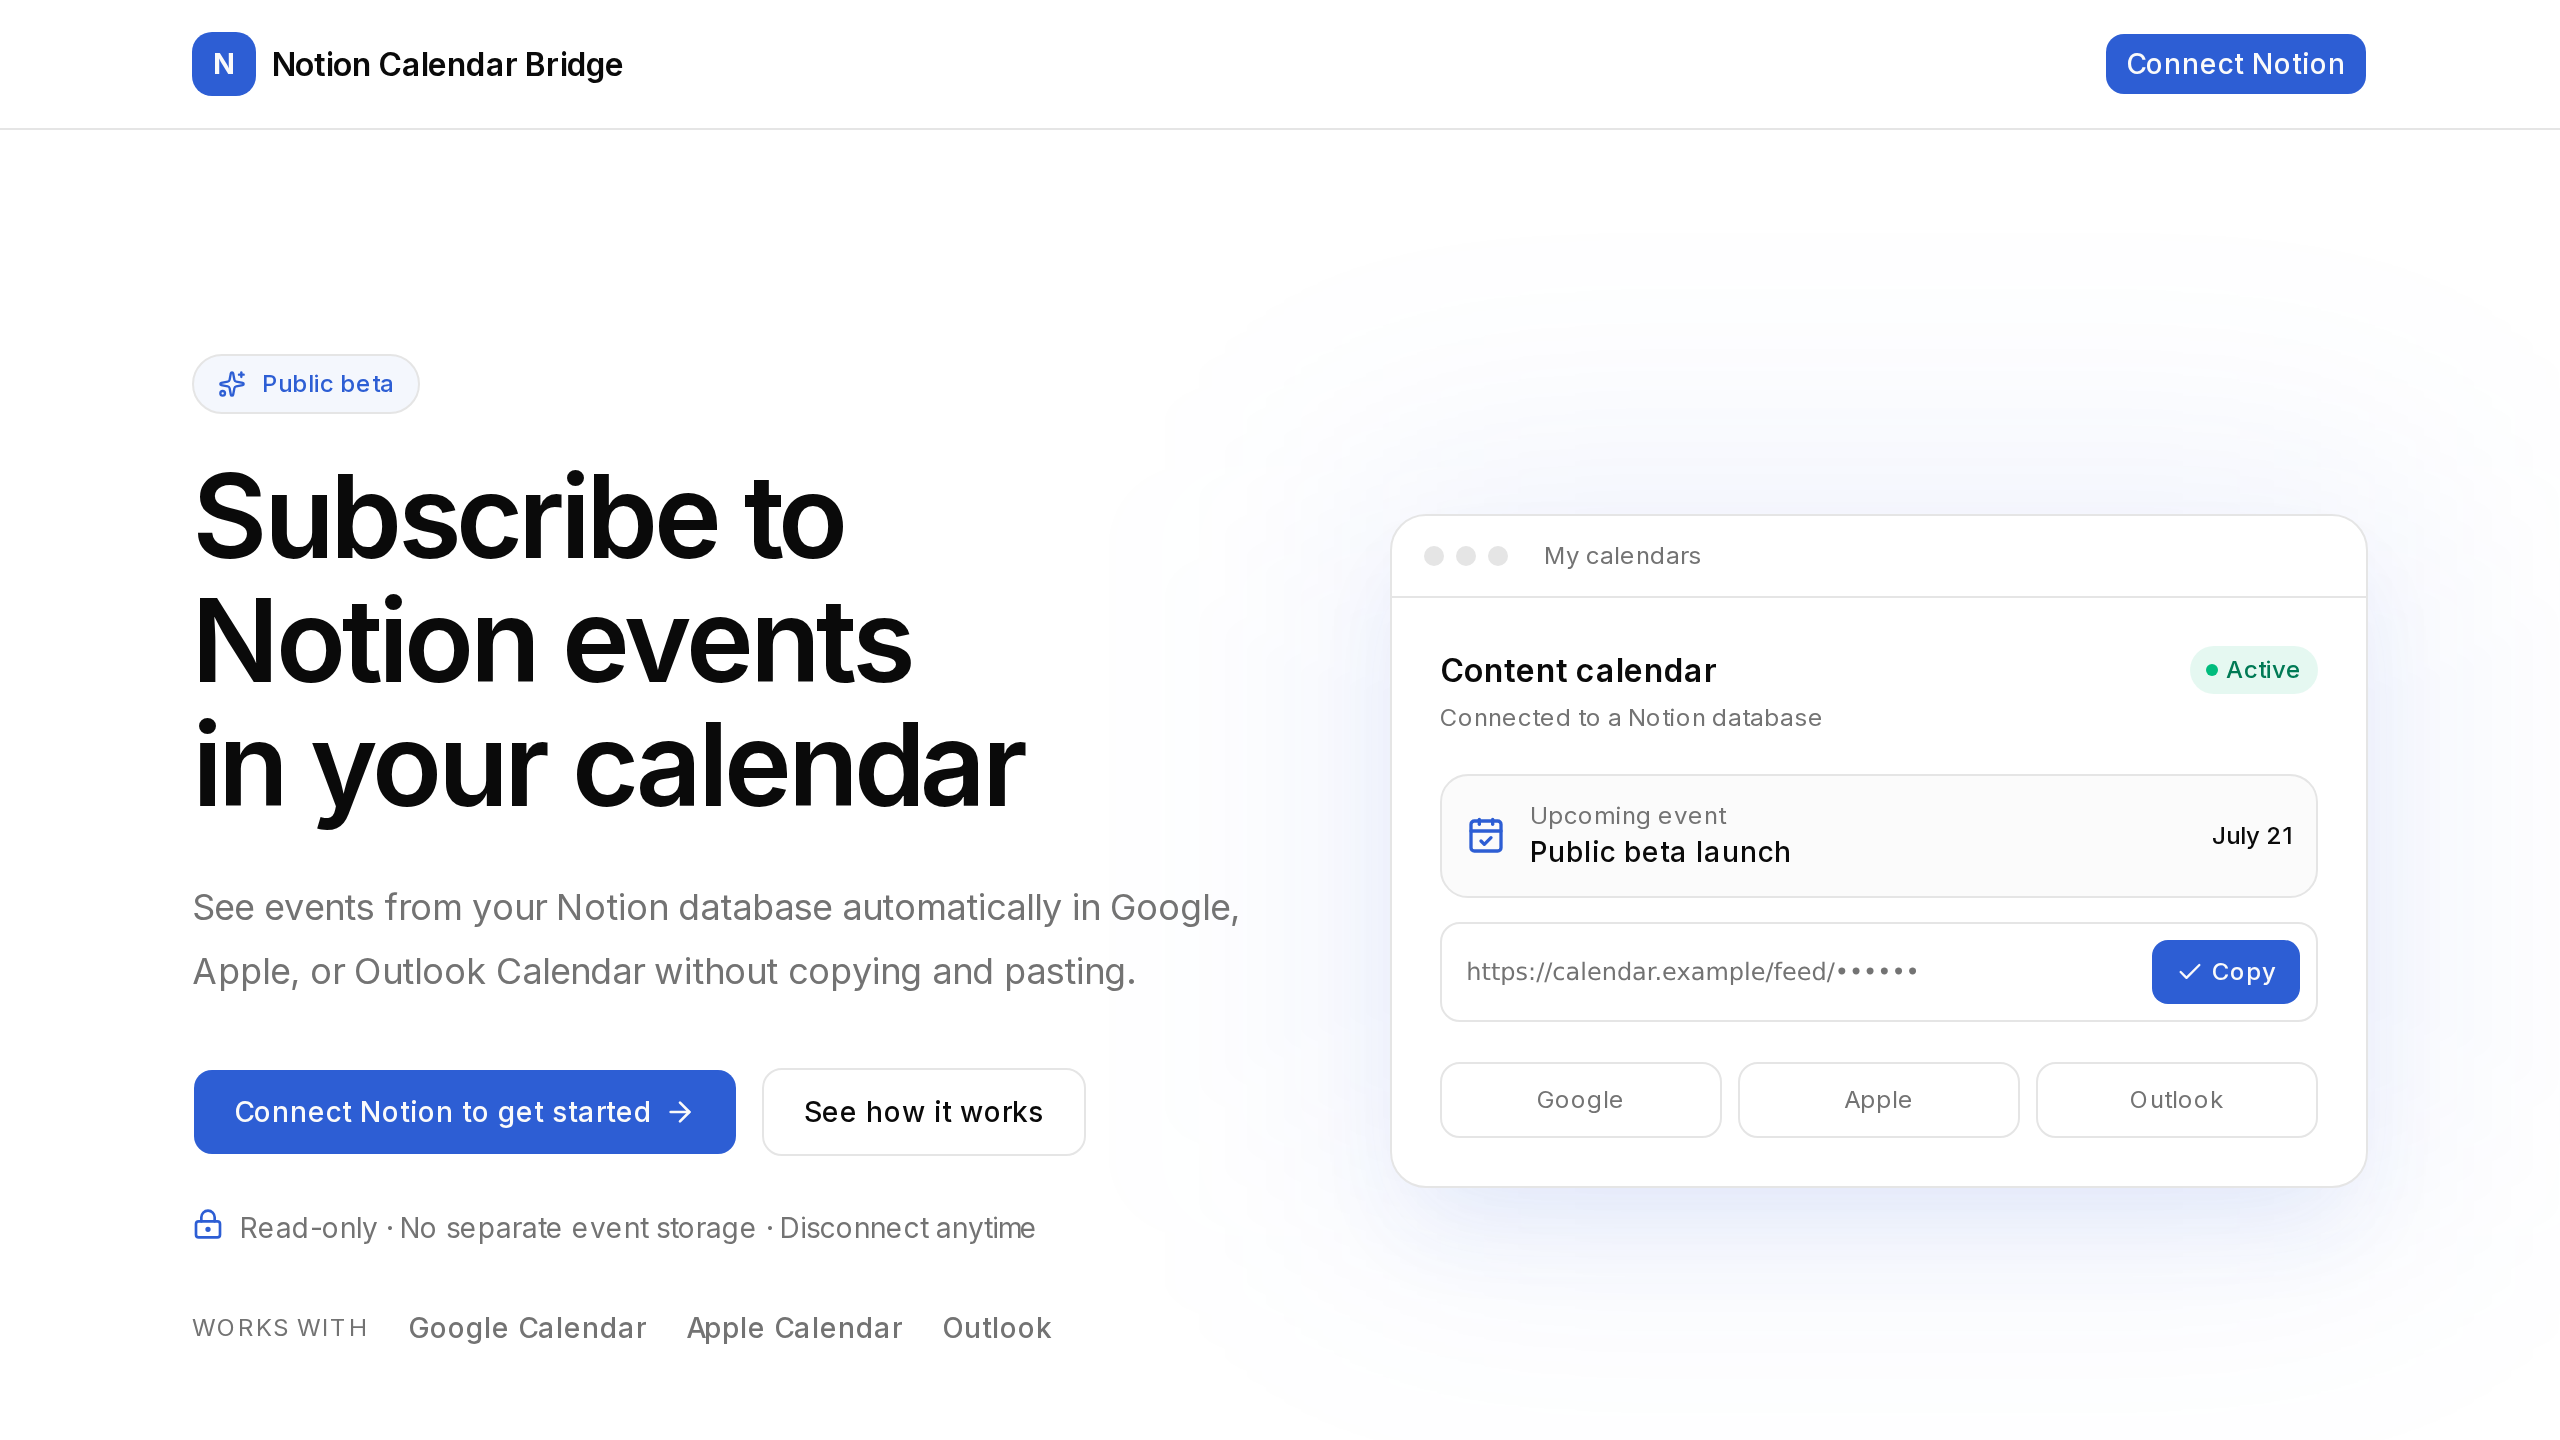 N Notion Calendar Bridge
Connect Notion
Public beta
Subscribe to
Notion events
in your calendar
See events from your Notion database automatically in Google,
Apple, or Outlook Calendar without copying and pasting.
Connect Notion to get started →
See how it works
Read-only · No separate event storage · Disconnect anytime
WORKS WITH Google Calendar Apple Calendar Outlook
My calendars
Content calendar
Active
Connected to a Notion database
Upcoming event
Public beta launch
July 21
https://calendar.example/feed/••••••
Copy
Google Apple Outlook